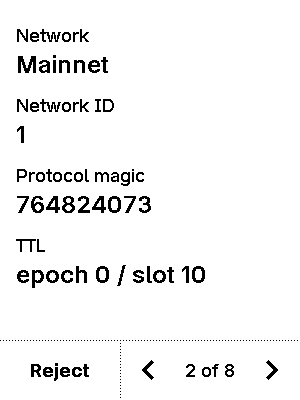 Network
Mainnet
Network ID
1
Protocol magic
764824073
TTL
epoch 0 / slot 10
Reject
2 of 8